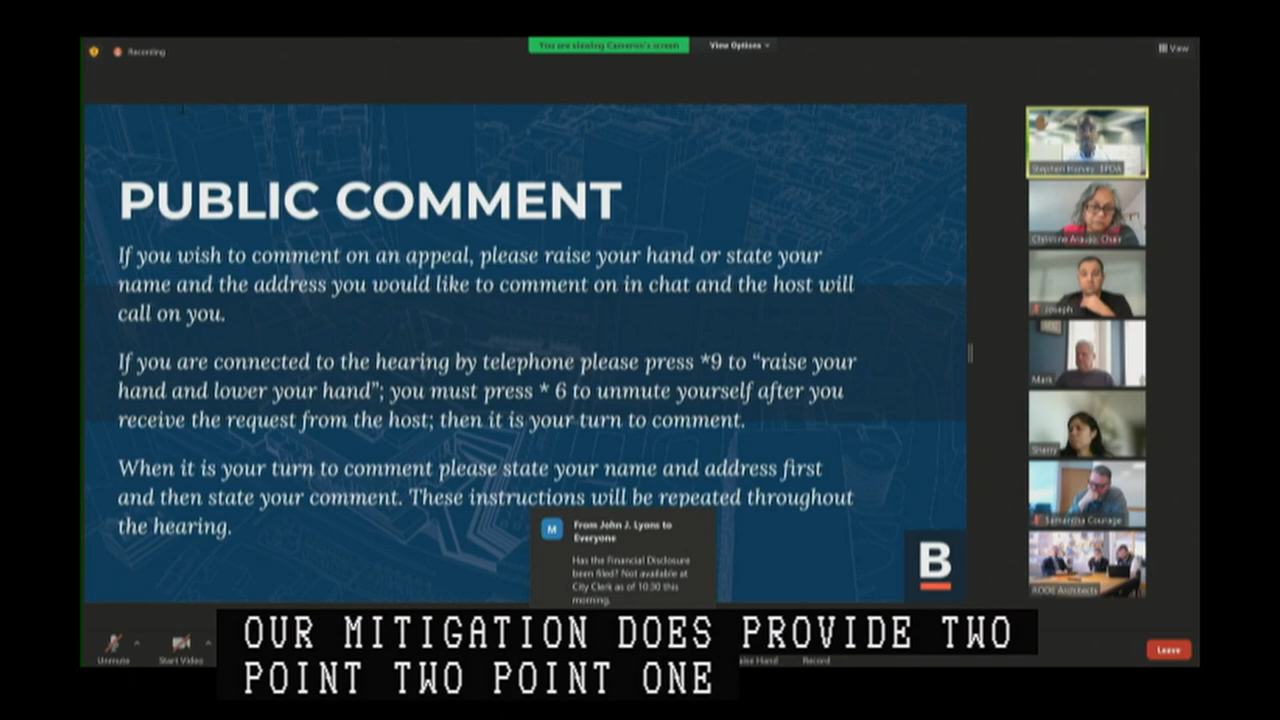 Recording
You are viewing Cameron's screen
View Options
View
PUBLIC COMMENT
If you wish to comment on an appeal, please raise your hand or state your
name and the address you would like to comment on in chat and the host will
call on you.
If you are connected to the hearing by telephone please press *9 to “raise your
hand and lower your hand”; you must press * 6 to unmute yourself after you
receive the request from the host; then it is your turn to comment.
When it is your turn to comment please state your name and address first
and then state your comment. These instructions will be repeated throughout
the hearing.
M
From John J. Lyons to
Everyone
Has the Financial Disclosure
been filed? Not available at
City Clerk as of 10:30 this
morning.
B
Stephen Harvey, BPDA
Christine Araujo, Chair
Joseph
Mark
Sherry
Samantha Courage
RODE Architects
Unmute
Start Video
Record
Leave
OUR MITIGATION DOES PROVIDE TWO
POINT TWO POINT ONE